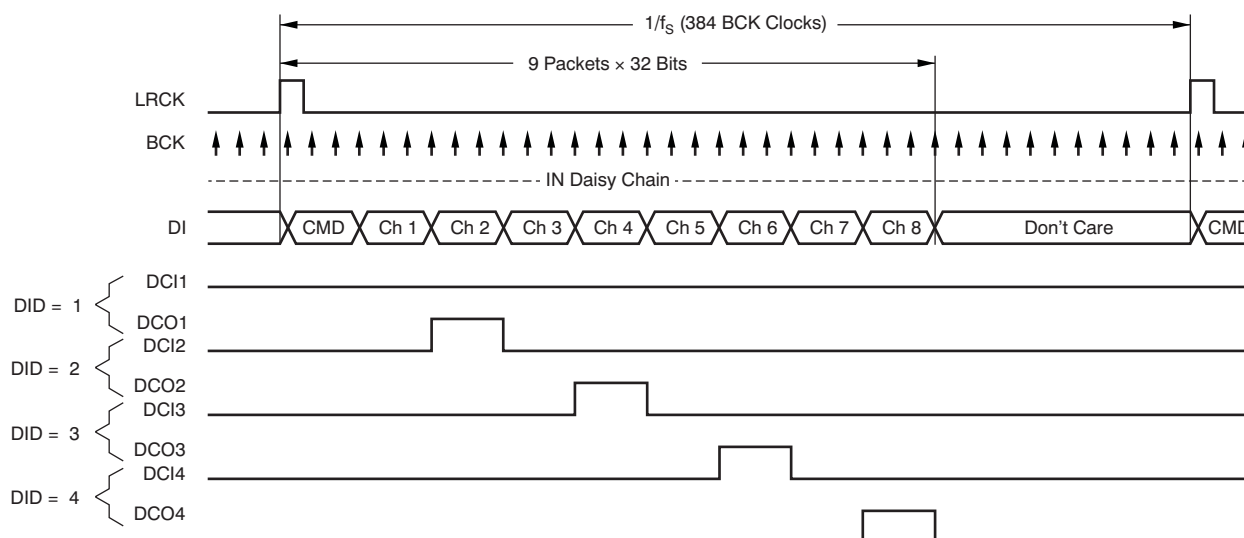 1/fS (384 BCK Clocks)
9 Packets × 32 Bits
LRCK
BCK
IN Daisy Chain
DI CMD Ch 1 Ch 2 Ch 3 Ch 4 Ch 5 Ch 6 Ch 7 Ch 8 Don't Care CMD
DCI1
DID = 1
DCO1
DCI2
DID = 2
DCO2
DCI3
DID = 3
DCO3
DCI4
DID = 4
DCO4